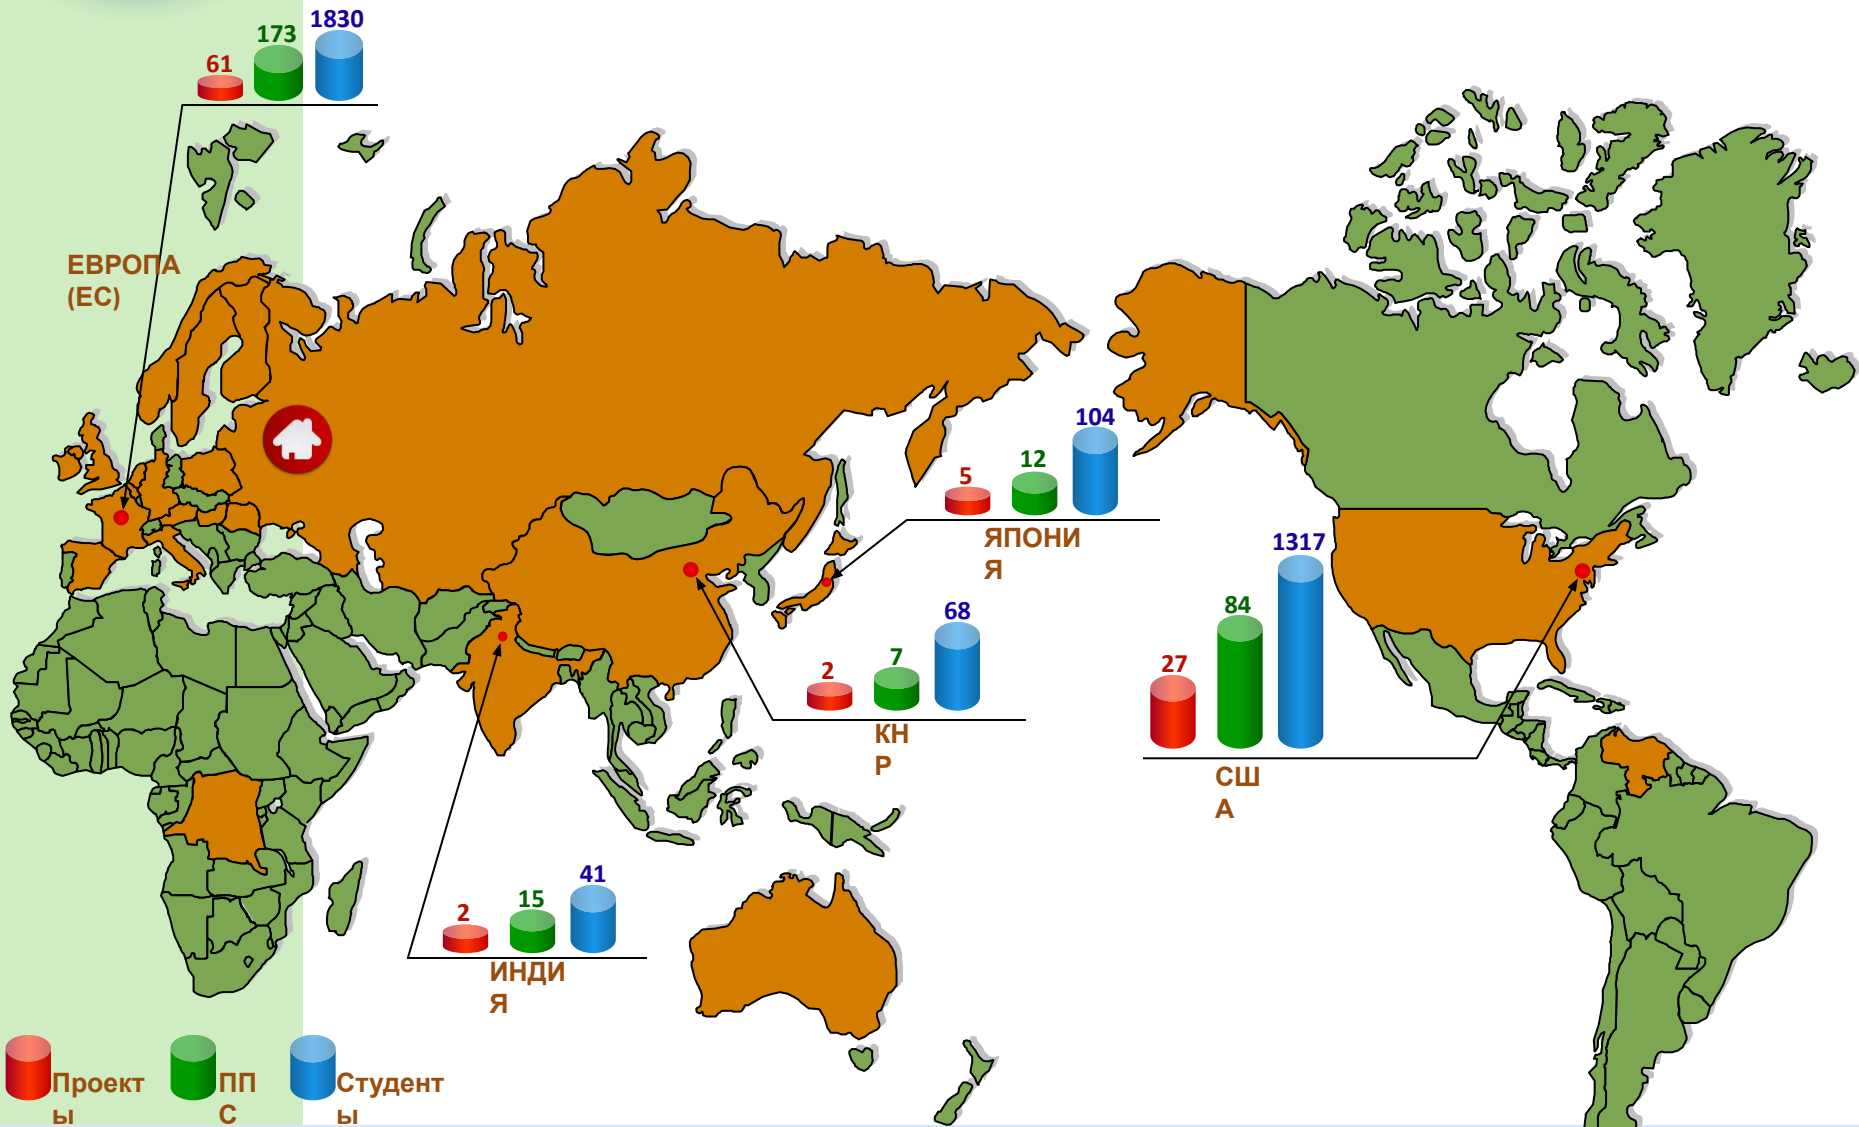 61 173 1830
ЕВРОПА
(ЕС)
5 12 104
ЯПОНИ
Я
2 7 68
КН
Р
27 84 1317
СШ
А
2 15 41
ИНДИ
Я
Проект
ы
ПП
С
Студент
ы